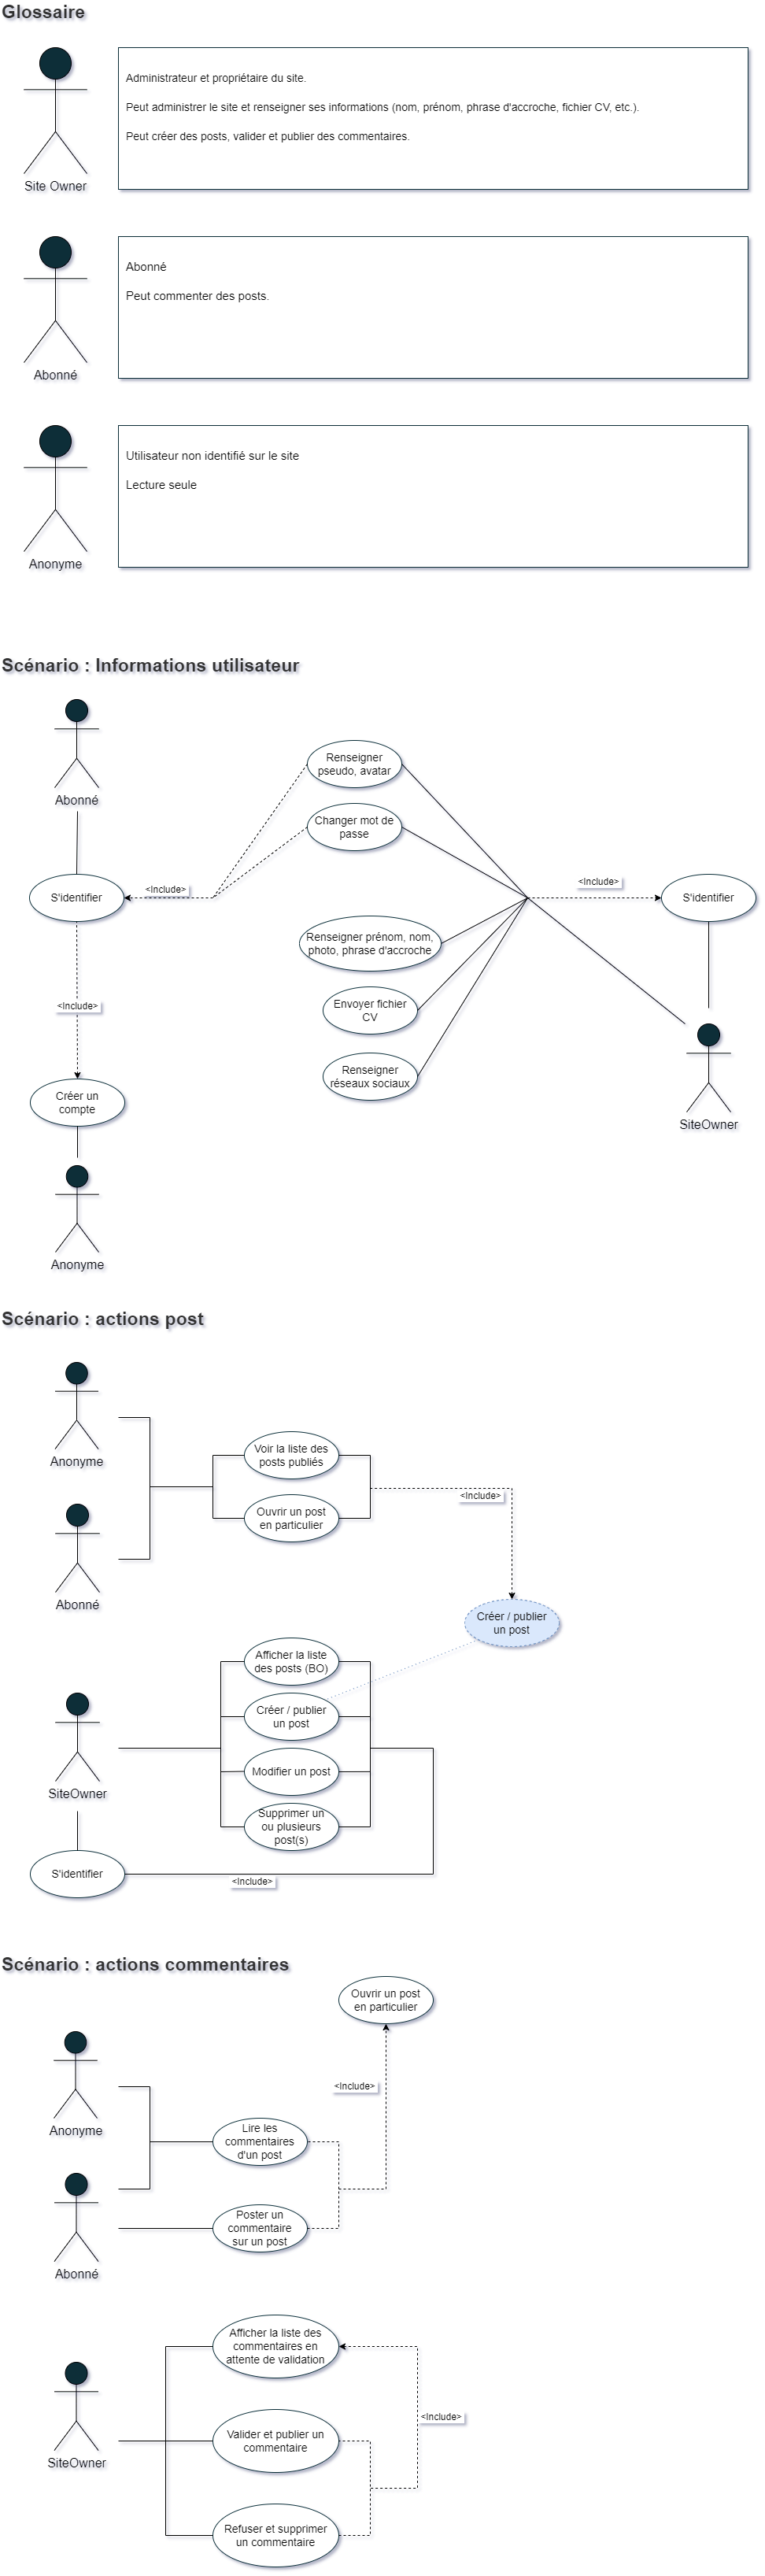 Glossaire
Administrateur et propriétaire du site.
Peut administrer le site et renseigner ses informations (nom, prénom, phrase d'accroche, fichier CV, etc.).
Peut créer des posts, valider et publier des commentaires.
Site Owner
Abonné
Peut commenter des posts.
Abonné
Utilisateur non identifié sur le site
Lecture seule
Anonyme
Scénario : Informations utilisateur
Abonné
Renseigner
pseudo, avatar
Changer mot de
passe
S'identifier
<Include>
<Include>
S'identifier
Renseigner prénom, nom,
photo, phrase d'accroche
<Include>
Envoyer fichier
CV
Renseigner
réseaux sociaux
Créer un
compte
SiteOwner
Anonyme
Scénario : actions post
Anonyme
Voir la liste des
posts publiés
<Include>
Ouvrir un post
en particulier
Abonné
Créer / publier
un post
Afficher la liste
des posts (BO)
Créer / publier
un post
SiteOwner
Modifier un post
Supprimer un
ou plusieurs
post(s)
S'identifier
<Include>
Scénario : actions commentaires
Ouvrir un post
en particulier
<Include>
Anonyme
Lire les
commentaires
d'un post
Poster un
commentaire
sur un post
Abonné
Afficher la liste des
commentaires en
attente de validation
<Include>
Valider et publier un
commentaire
SiteOwner
Refuser et supprimer
un commentaire